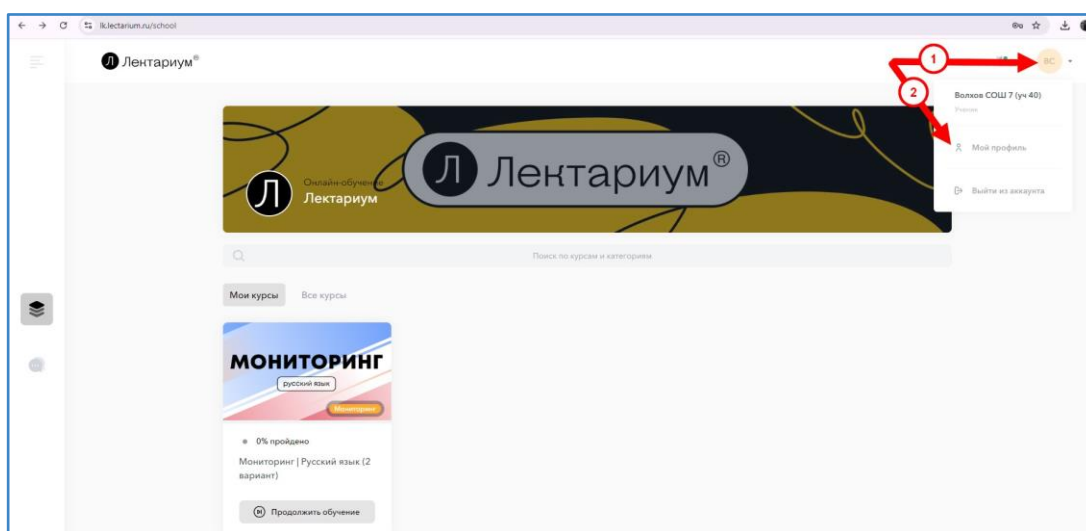 lk.lectarium.ru/school
Л Лектариум®
1
ВС
2
Волхов СОШ 7 (уч 40)
Ученик
Мой профиль
Выйти из аккаунта
Л Лектариум®
Онлайн-обучение
Л Лектариум
Поиск по курсам и категориям
Мои курсы Все курсы
МОНИТОРИНГ
русский язык
Мониторинг
0% пройдено
Мониторинг | Русский язык (2
вариант)
Продолжить обучение